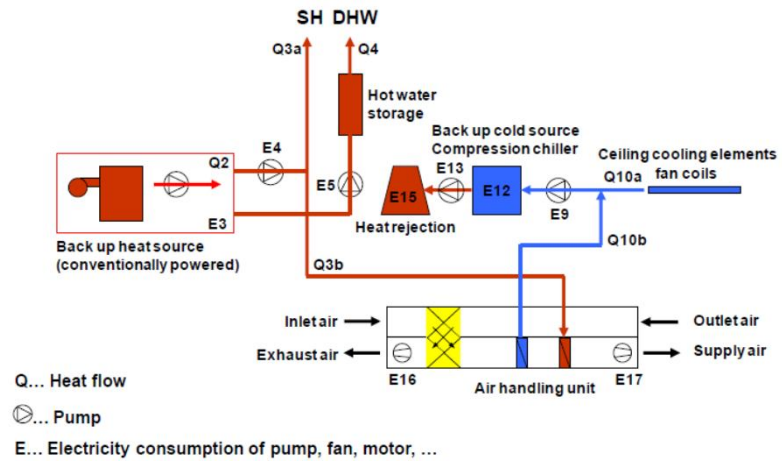 SH DHW
Q3a
Q4
Hot water
storage
E4
Q2
E5
E3
Back up heat source
(conventionally powered)
Back up cold source
Compression chiller
E13
E15
E12
E9
Heat rejection
Ceiling cooling elements
fan coils
Q10a
Q10b
Q3b
Inlet air
Outlet air
Exhaust air
Supply air
E16
E17
Air handling unit
Q... Heat flow
... Pump
E... Electricity consumption of pump, fan, motor, ...